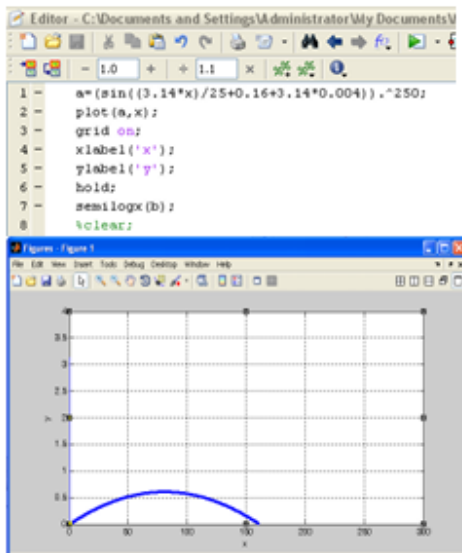 Editor - C:\Documents and Settings\Administrator\My Documents\
1.0
1.1
1 - a=(sin((3.14*x)/25+0.16+3.14*0.004)).^250;
2 - plot(a,x);
3 - grid on;
4 - xlabel('x');
5 - ylabel('y');
6 - hold;
7 - semilogx(b);
8 %clear;
Figures - Figure 1
File Edit View Insert Tools Debug Desktop Window Help
4
3.5
3
2.5
2
1.5
1
0.5
0
y
0 50 100 150 200 250 300
x